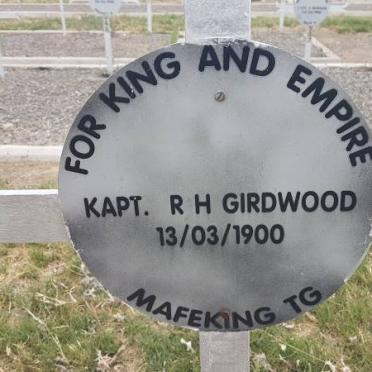 FOR KING AND EMPIRE
KAPT. R H GIRDWOOD
13/03/1900
MAFEKING TG